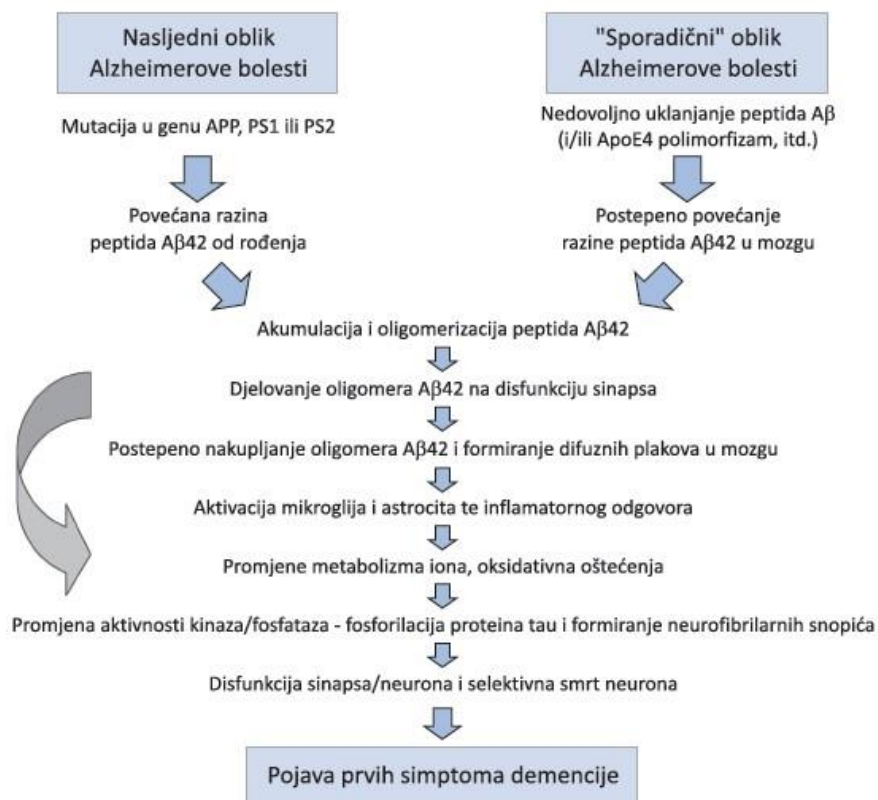 Nasljedni oblik
Alzheimerove bolesti
Mutacija u genu APP, PS1 ili PS2
Povećana razina
peptida Aβ42 od rođenja
"Sporadični" oblik
Alzheimerove bolesti
Nedovoljno uklanjanje peptida Aβ
(i/ili ApoE4 polimorfizam, itd.)
Postepeno povećanje
razine peptida Aβ42 u mozgu
Akumulacija i oligomerizacija peptida Aβ42
Djelovanje oligomera Aβ42 na disfunkciju sinapsa
Postepeno nakupljanje oligomera Aβ42 i formiranje difuznih plakova u mozgu
Aktivacija mikroglija i astrocita te inflamatornog odgovora
Promjene metabolizma iona, oksidativna oštećenja
Promjena aktivnosti kinaza/fosfataza - fosforilacija proteina tau i formiranje neurofibrilarnih snopića
Disfunkcija sinapsa/neurona i selektivna smrt neurona
Pojava prvih simptoma demencije